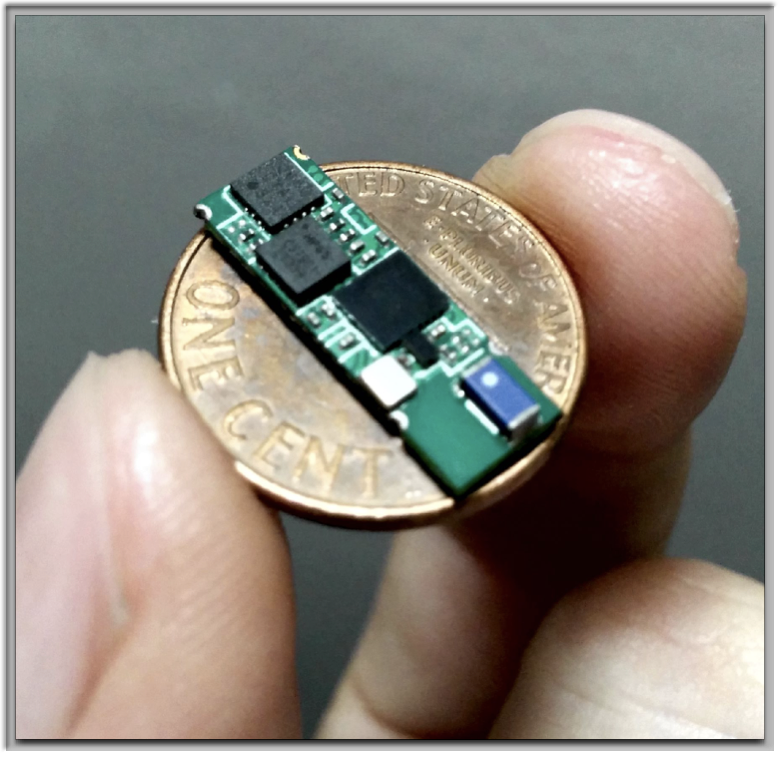 TED STATES OF AMER
E·PLURIBUS
UNUM
ONE CENT